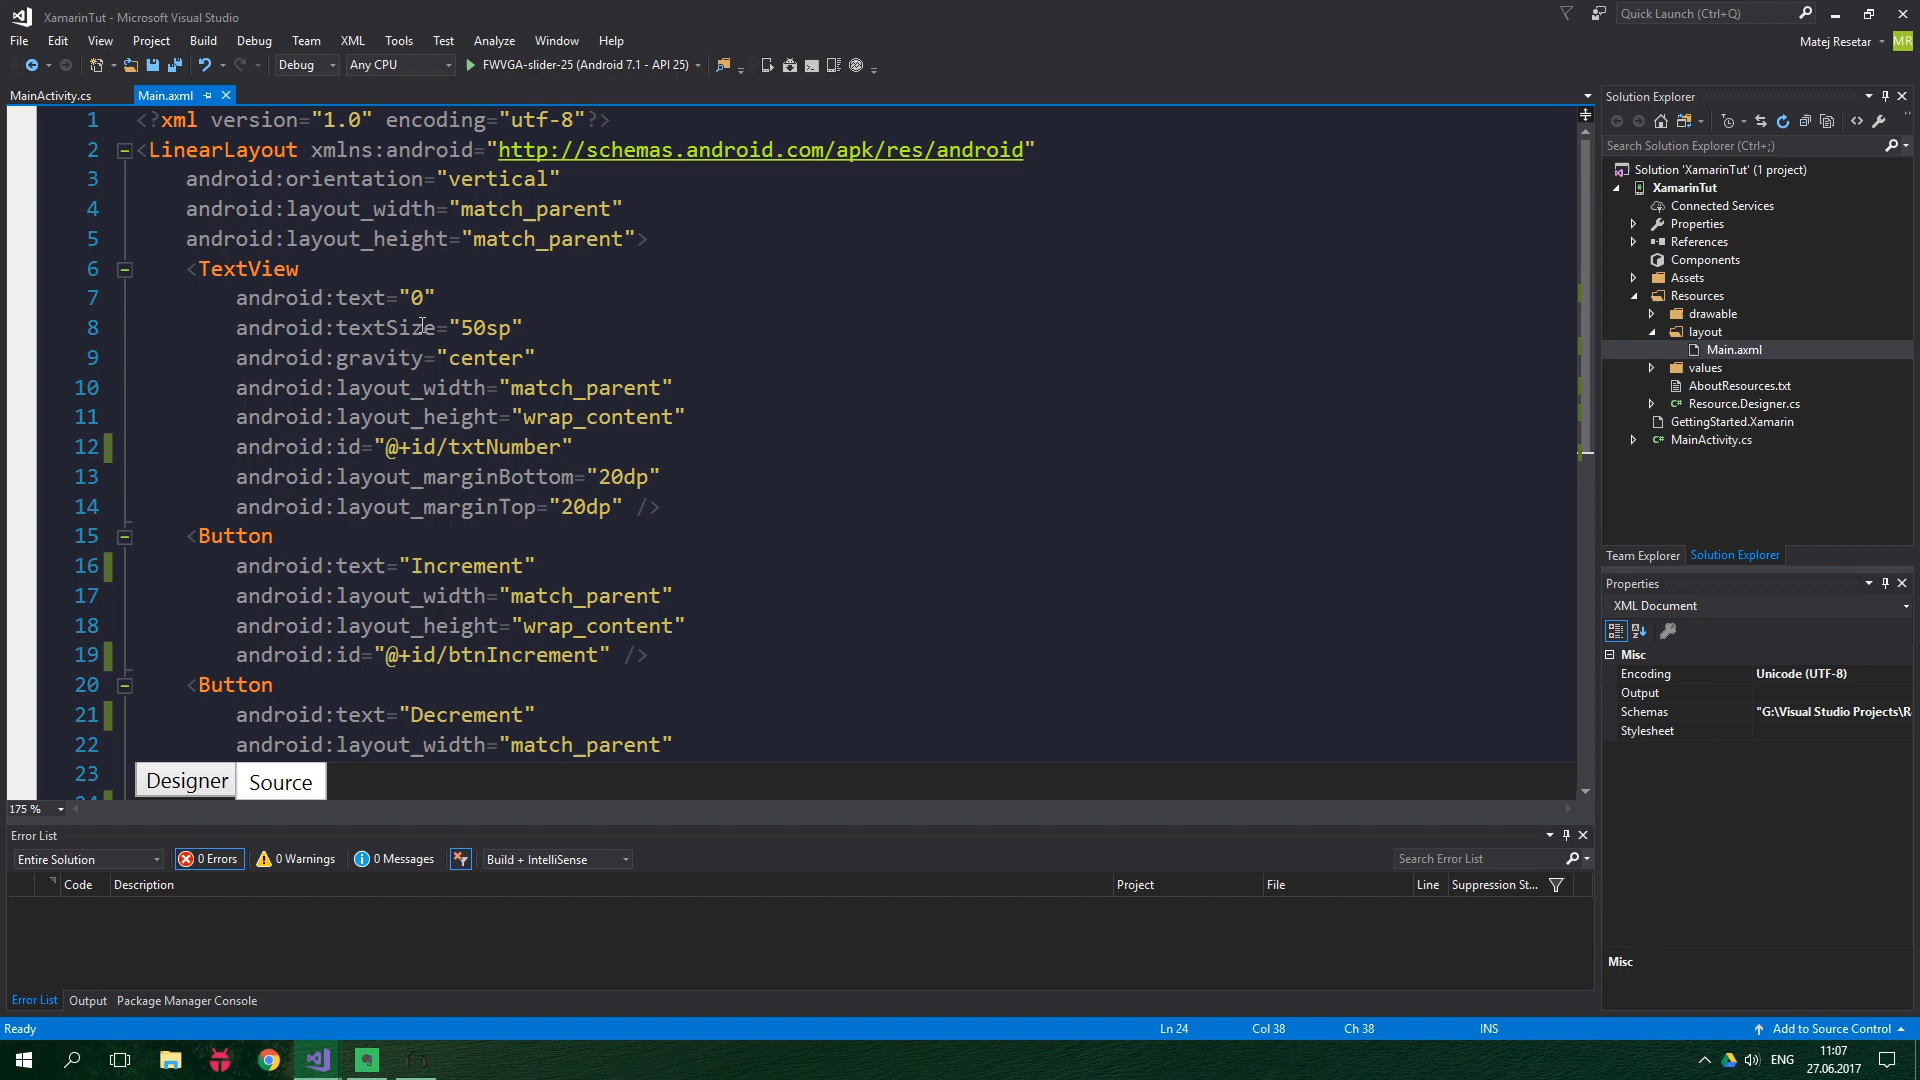 XamarinTut - Microsoft Visual Studio
Quick Launch (Ctrl+Q)
File Edit View Project Build Debug Team XML Tools Test Analyze Window Help
Matej Resetar MR
Debug Any CPU FWVGA-slider-25 (Android 7.1 - API 25)
MainActivity.cs Main.axml
1 <?xml version="1.0" encoding="utf-8"?>
2 <LinearLayout xmlns:android="http://schemas.android.com/apk/res/android"
3 android:orientation="vertical"
4 android:layout_width="match_parent"
5 android:layout_height="match_parent">
6 <TextView
7 android:text="0"
8 android:textSize="50sp"
9 android:gravity="center"
10 android:layout_width="match_parent"
11 android:layout_height="wrap_content"
12 android:id="@+id/txtNumber"
13 android:layout_marginBottom="20dp"
14 android:layout_marginTop="20dp" />
15 <Button
16 android:text="Increment"
17 android:layout_width="match_parent"
18 android:layout_height="wrap_content"
19 android:id="@+id/btnIncrement" />
20 <Button
21 android:text="Decrement"
22 android:layout_width="match_parent"
23
Designer Source
175 %
Solution Explorer
Search Solution Explorer (Ctrl+;)
Solution 'XamarinTut' (1 project)
XamarinTut
Connected Services
Properties
References
Components
Assets
Resources
drawable
layout
Main.axml
values
AboutResources.txt
Resource.Designer.cs
GettingStarted.Xamarin
MainActivity.cs
Team Explorer Solution Explorer
Properties
XML Document
Misc
Encoding Unicode (UTF-8)
Output
Schemas "G:\Visual Studio Projects\R
Stylesheet
Misc
Error List
Entire Solution 0 Errors 0 Warnings 0 Messages Build + IntelliSense Search Error List
Code Description Project File Line Suppression St...
Error List Output Package Manager Console
Ready Ln 24 Col 38 Ch 38 INS Add to Source Control
ENG 11:07
27.06.2017